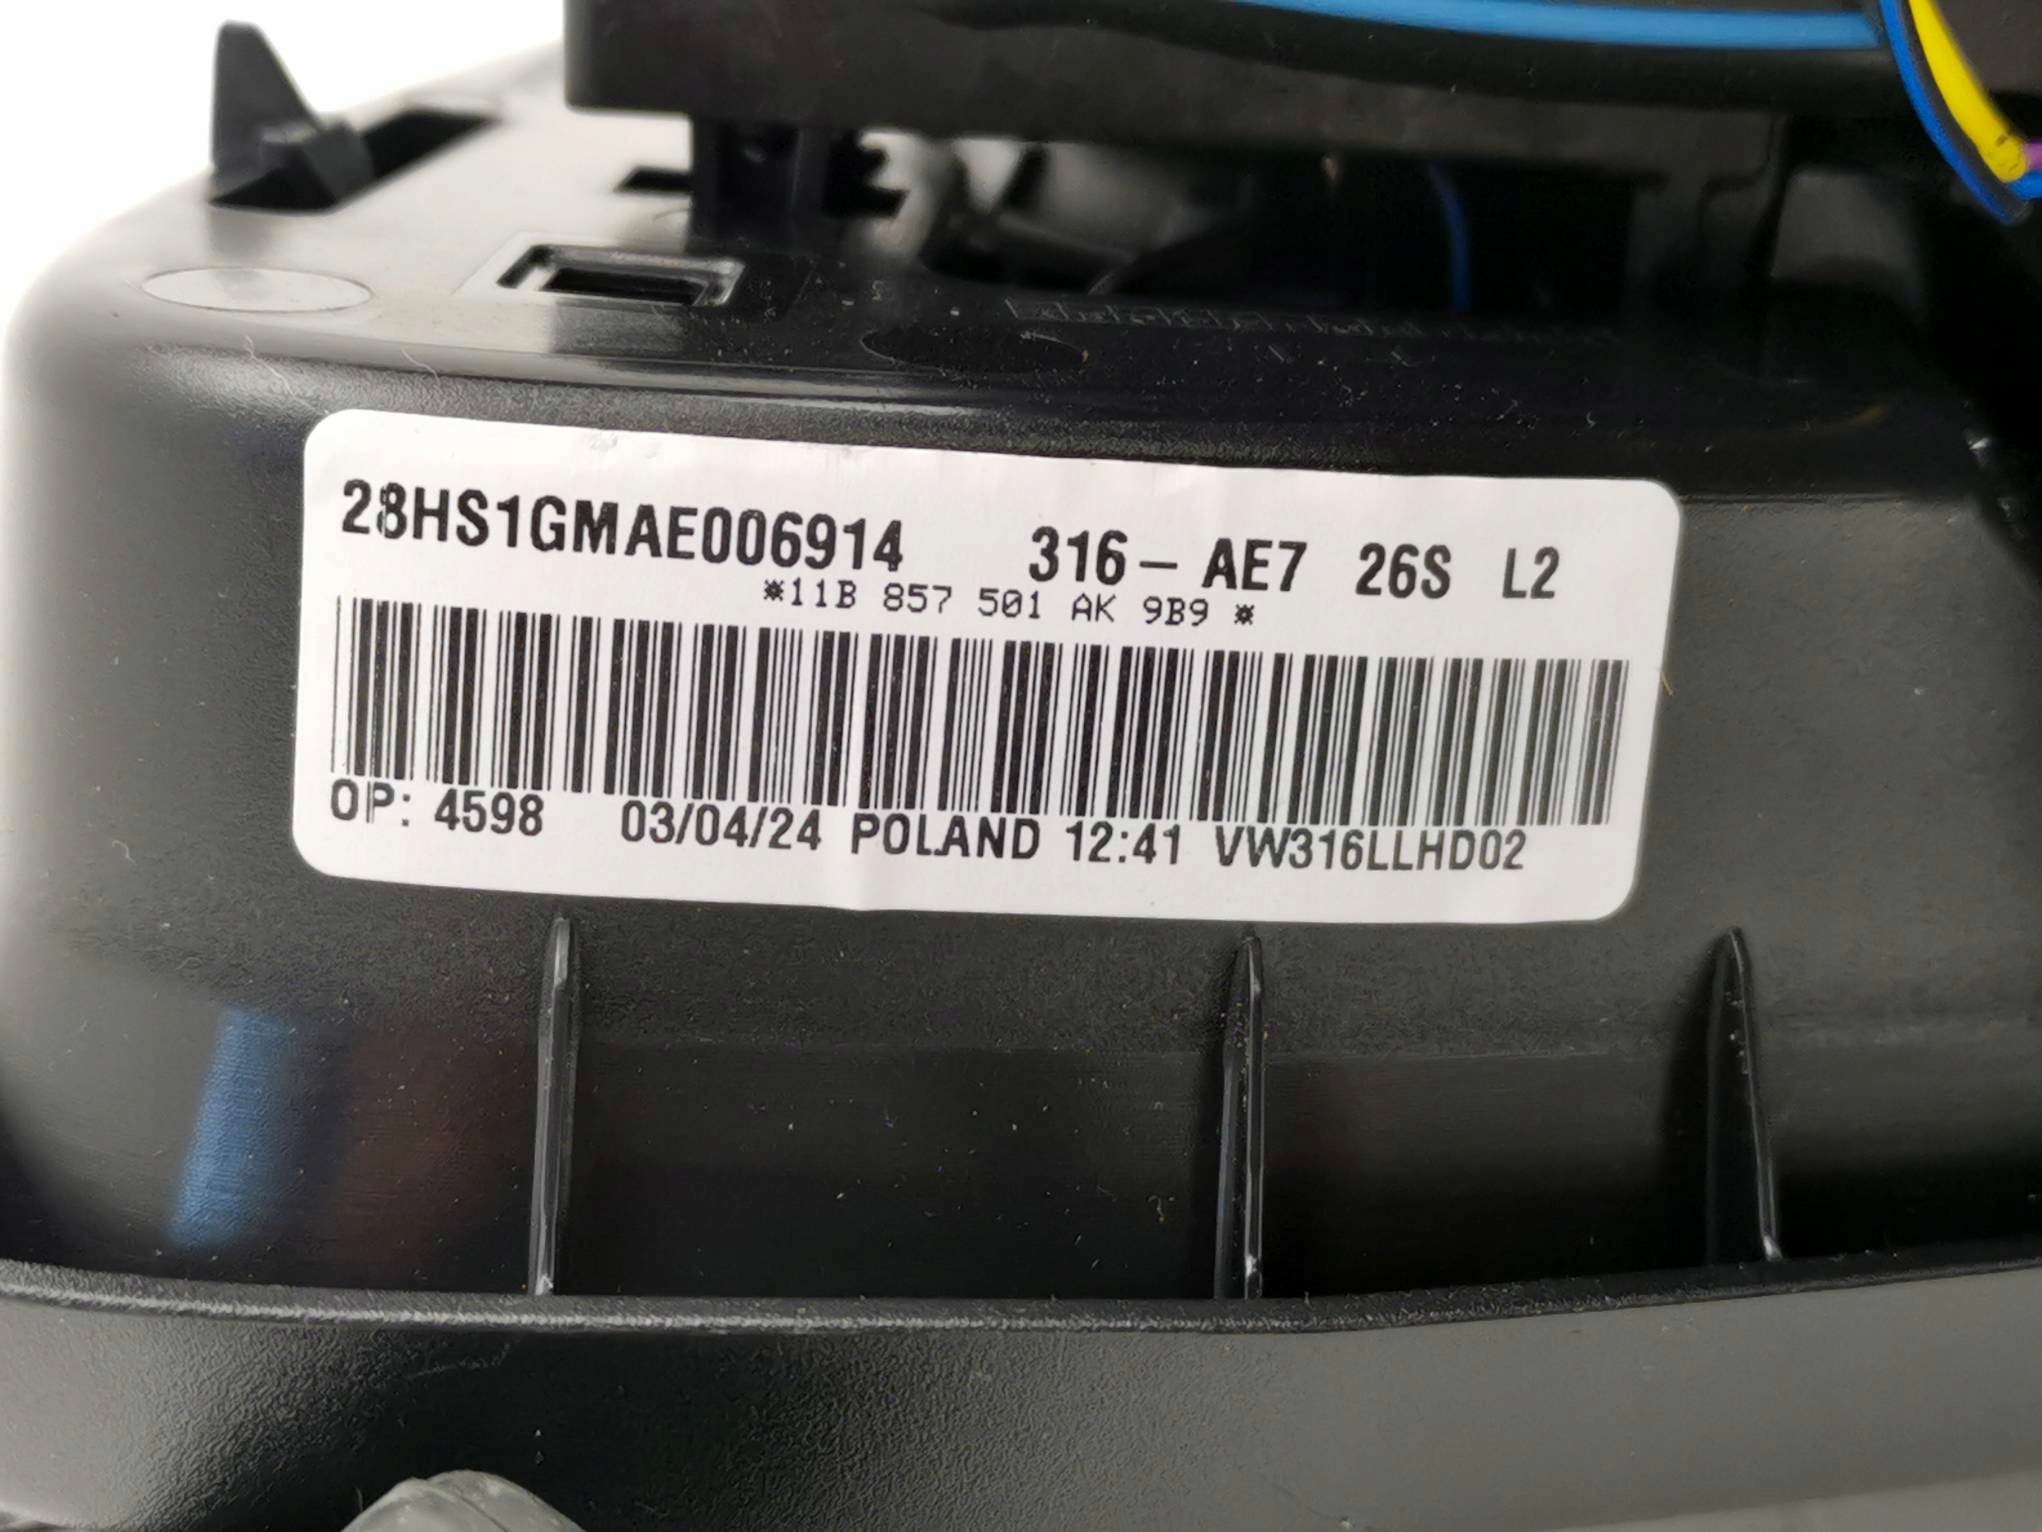 28HS1GMAE006914 316- AE7 26S L2
*11B 857 501 AK 9B9 *
OP: 4598 03/04/24 POLAND 12:41 VW316LLHD02